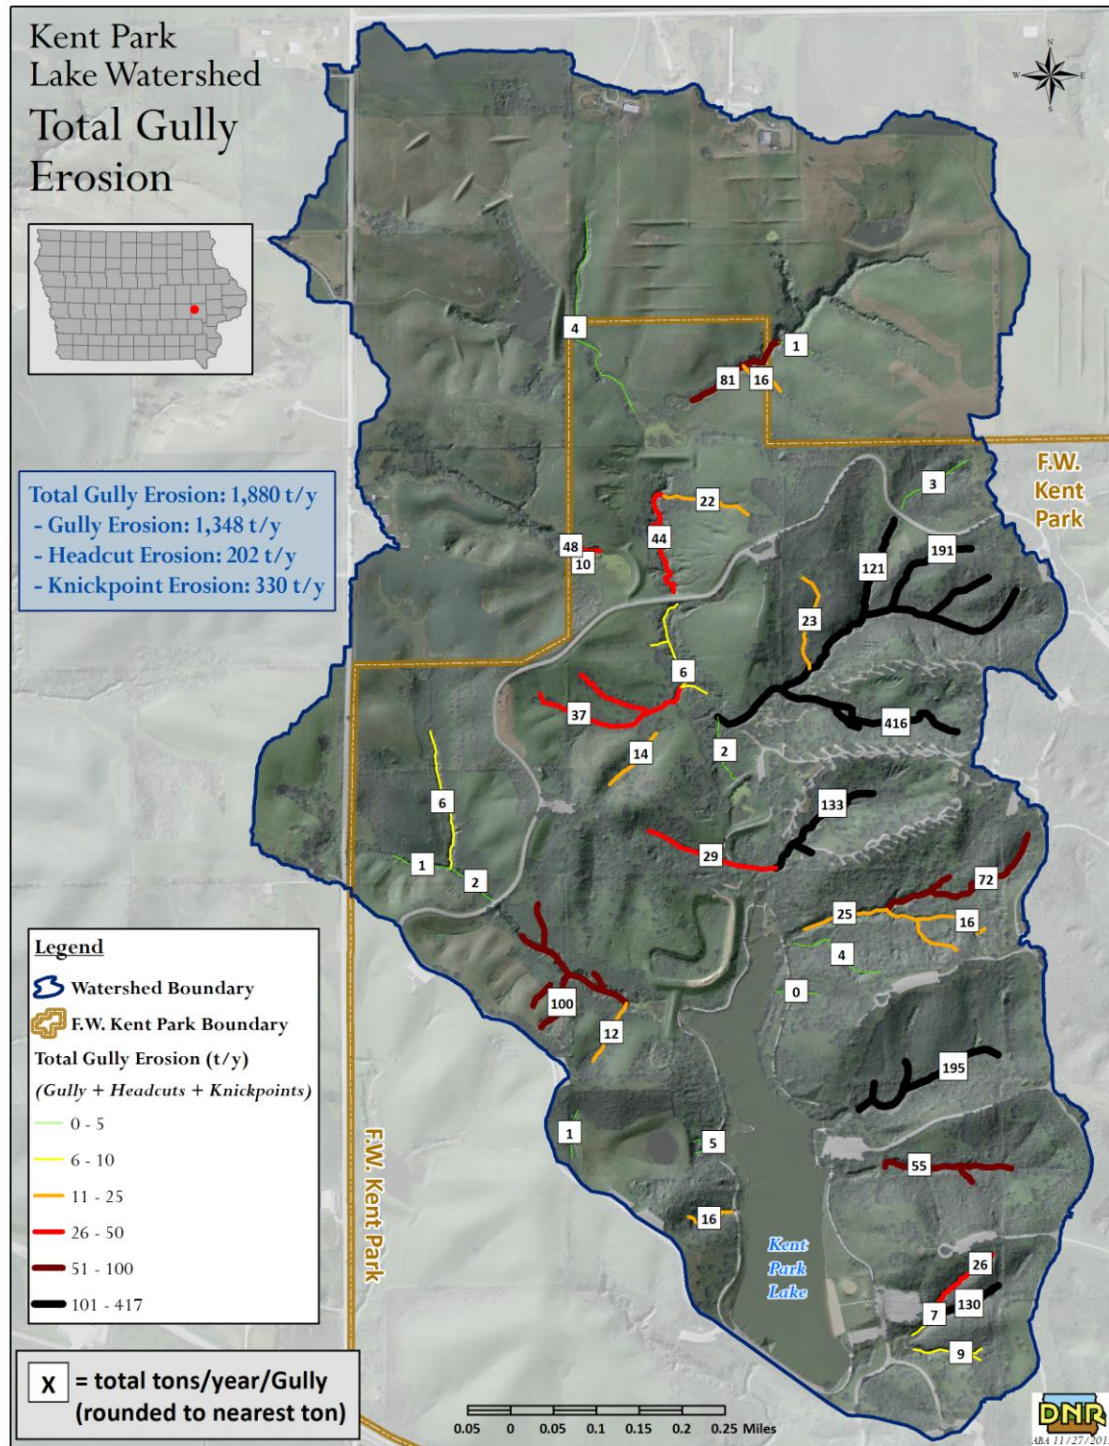 Kent Park
Lake Watershed
Total Gully
Erosion
N
W
E
S
4
1
81
16
F.W.
Kent
Park
3
Total Gully Erosion: 1,880 t/y
- Gully Erosion: 1,348 t/y
- Headcut Erosion: 202 t/y
- Knickpoint Erosion: 330 t/y
22
44
48
10
121
191
23
6
37
416
14
2
6
133
29
1
2
72
25
16
4
0
100
12
195
1
5
55
16
Kent
Park
Lake
26
130
7
9
F.W. Kent Park
Legend
Watershed Boundary
F.W. Kent Park Boundary
Total Gully Erosion (t/y)
(Gully + Headcuts + Knickpoints)
0 - 5
6 - 10
11 - 25
26 - 50
51 - 100
101 - 417
X = total tons/year/Gully
(rounded to nearest ton)
0.05 0 0.05 0.1 0.15 0.2 0.25 Miles
DNR